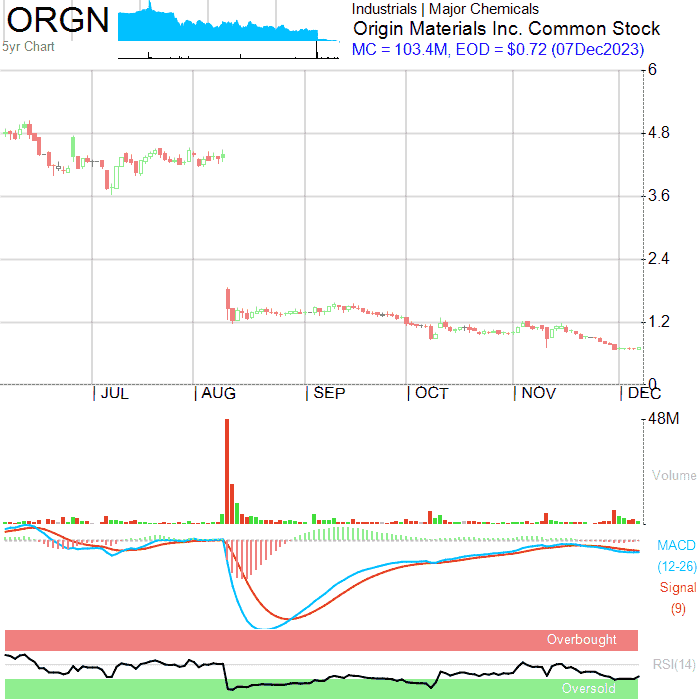 ORGN
5yr Chart
Industrials | Major Chemicals
Origin Materials Inc. Common Stock
MC = 103.4M, EOD = $0.72 (07Dec2023)
6
4.8
3.6
2.4
1.2
0
JUL
AUG
SEP
OCT
NOV
DEC
48M
Volume
MACD
(12-26)
Signal
(9)
Overbought
RSI(14)
Oversold